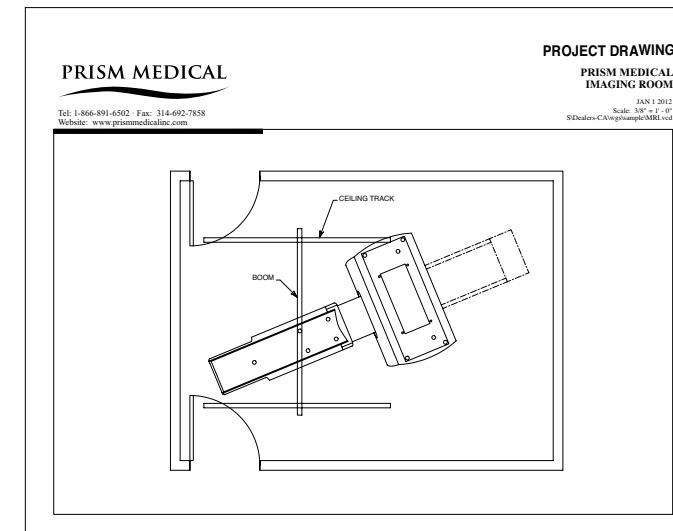 PROJECT DRAWING
PRISM MEDICAL
PRISM MEDICAL
IMAGING ROOM
JAN 1 2012
Scale: 3/8" = 1' - 0"
S\Dealers-CA\wgs\sample\MRI.vcd
Tel: 1-866-891-6502 · Fax: 314-692-7858
Website: www.prismmedicalinc.com
CEILING TRACK
BOOM